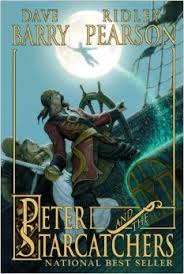 DAVE RIDLEY
BARRY PEARSON
PETER AND THE
STARCATCHERS
NATIONAL BEST SELLER